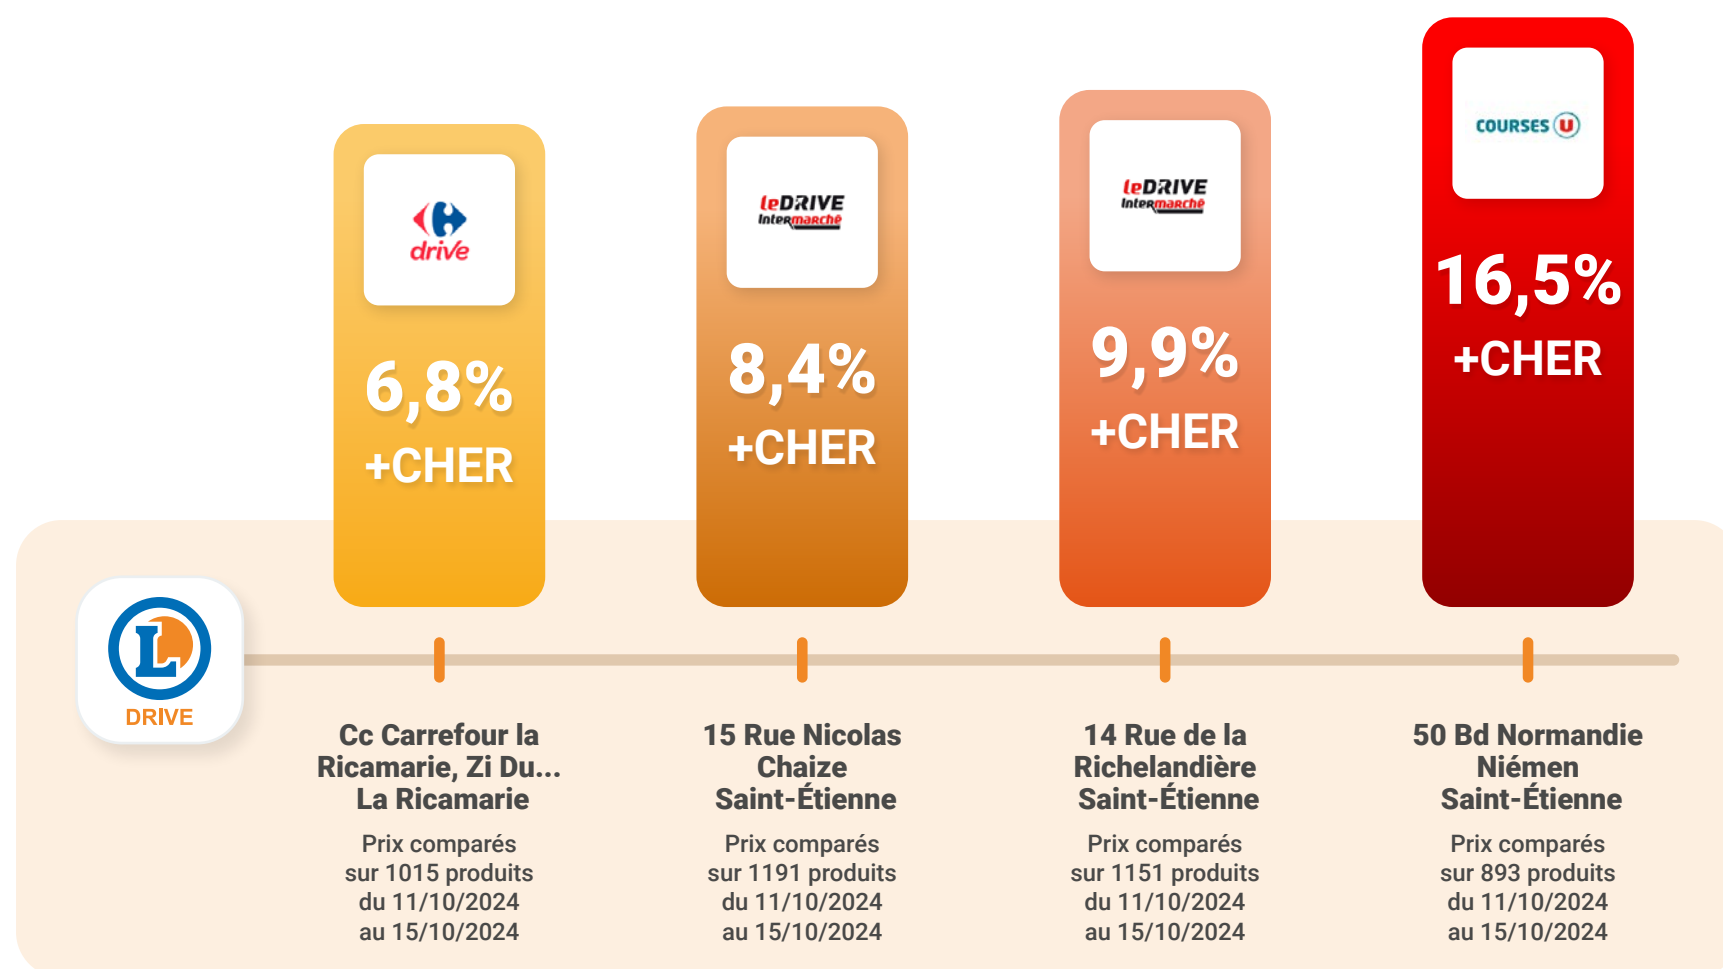 drive
6,8%
+CHER
leDRIVE
Intermarché
8,4%
+CHER
leDRIVE
Intermarché
9,9%
+CHER
COURSES U
16,5%
+CHER
L
DRIVE
Cc Carrefour la
Ricamarie, Zi Du...
La Ricamarie
Prix comparés
sur 1015 produits
du 11/10/2024
au 15/10/2024
15 Rue Nicolas
Chaize
Saint-Étienne
Prix comparés
sur 1191 produits
du 11/10/2024
au 15/10/2024
14 Rue de la
Richelandière
Saint-Étienne
Prix comparés
sur 1151 produits
du 11/10/2024
au 15/10/2024
50 Bd Normandie
Niémen
Saint-Étienne
Prix comparés
sur 893 produits
du 11/10/2024
au 15/10/2024